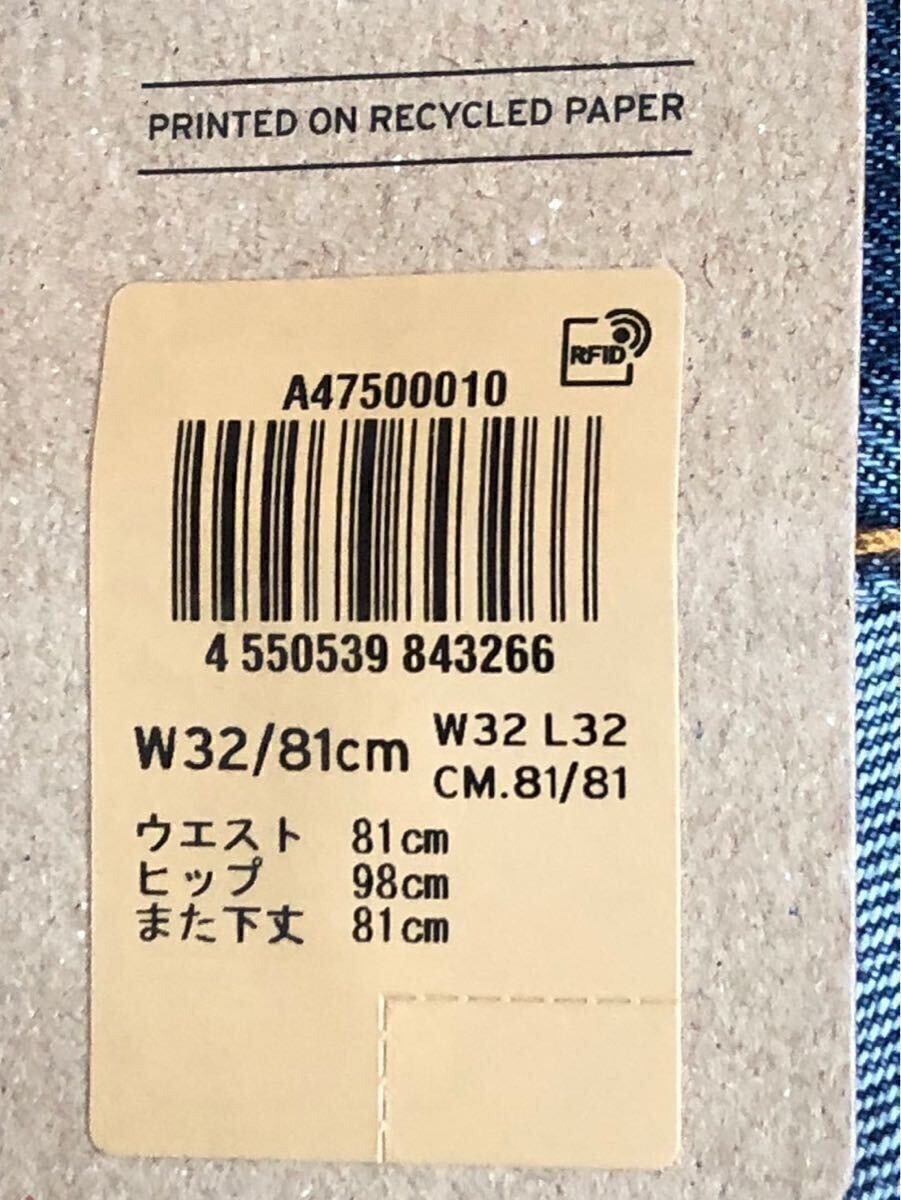 PRINTED ON RECYCLED PAPER
RFID
A47500010
4 550539 843266
W32/81cm
W32 L32
CM.81/81
ウエスト 81cm
ヒップ 98cm
また下丈 81cm